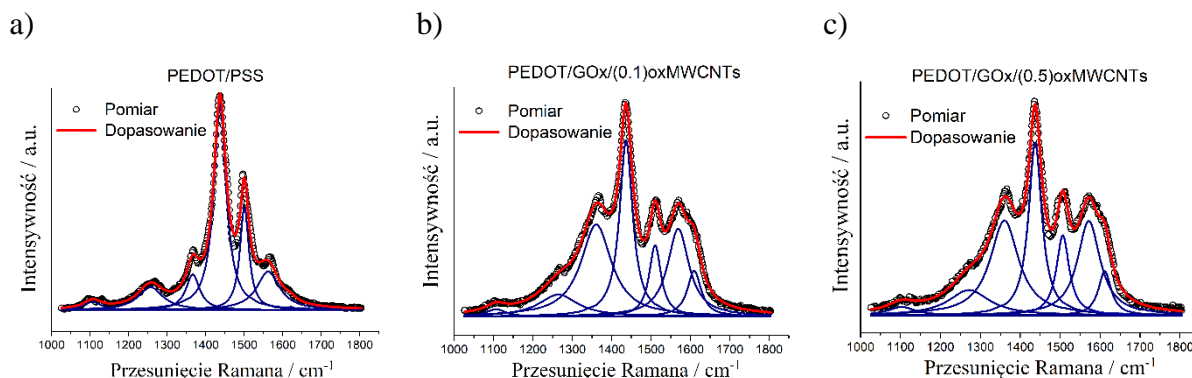 a)
b)
c)
PEDOT/PSS
Pomiar
Dopasowanie
Intensywność / a.u.
1000 1100 1200 1300 1400 1500 1600 1700 1800
Przesunięcie Ramana / cm⁻¹
PEDOT/GOx/(0.1)oxMWCNTs
Pomiar
Dopasowanie
Intensywność / a.u.
1000 1100 1200 1300 1400 1500 1600 1700 1800
Przesunięcie Ramana / cm⁻¹
PEDOT/GOx/(0.5)oxMWCNTs
Pomiar
Dopasowanie
Intensywność / a.u.
1000 1100 1200 1300 1400 1500 1600 1700 1800
Przesunięcie Ramana / cm⁻¹